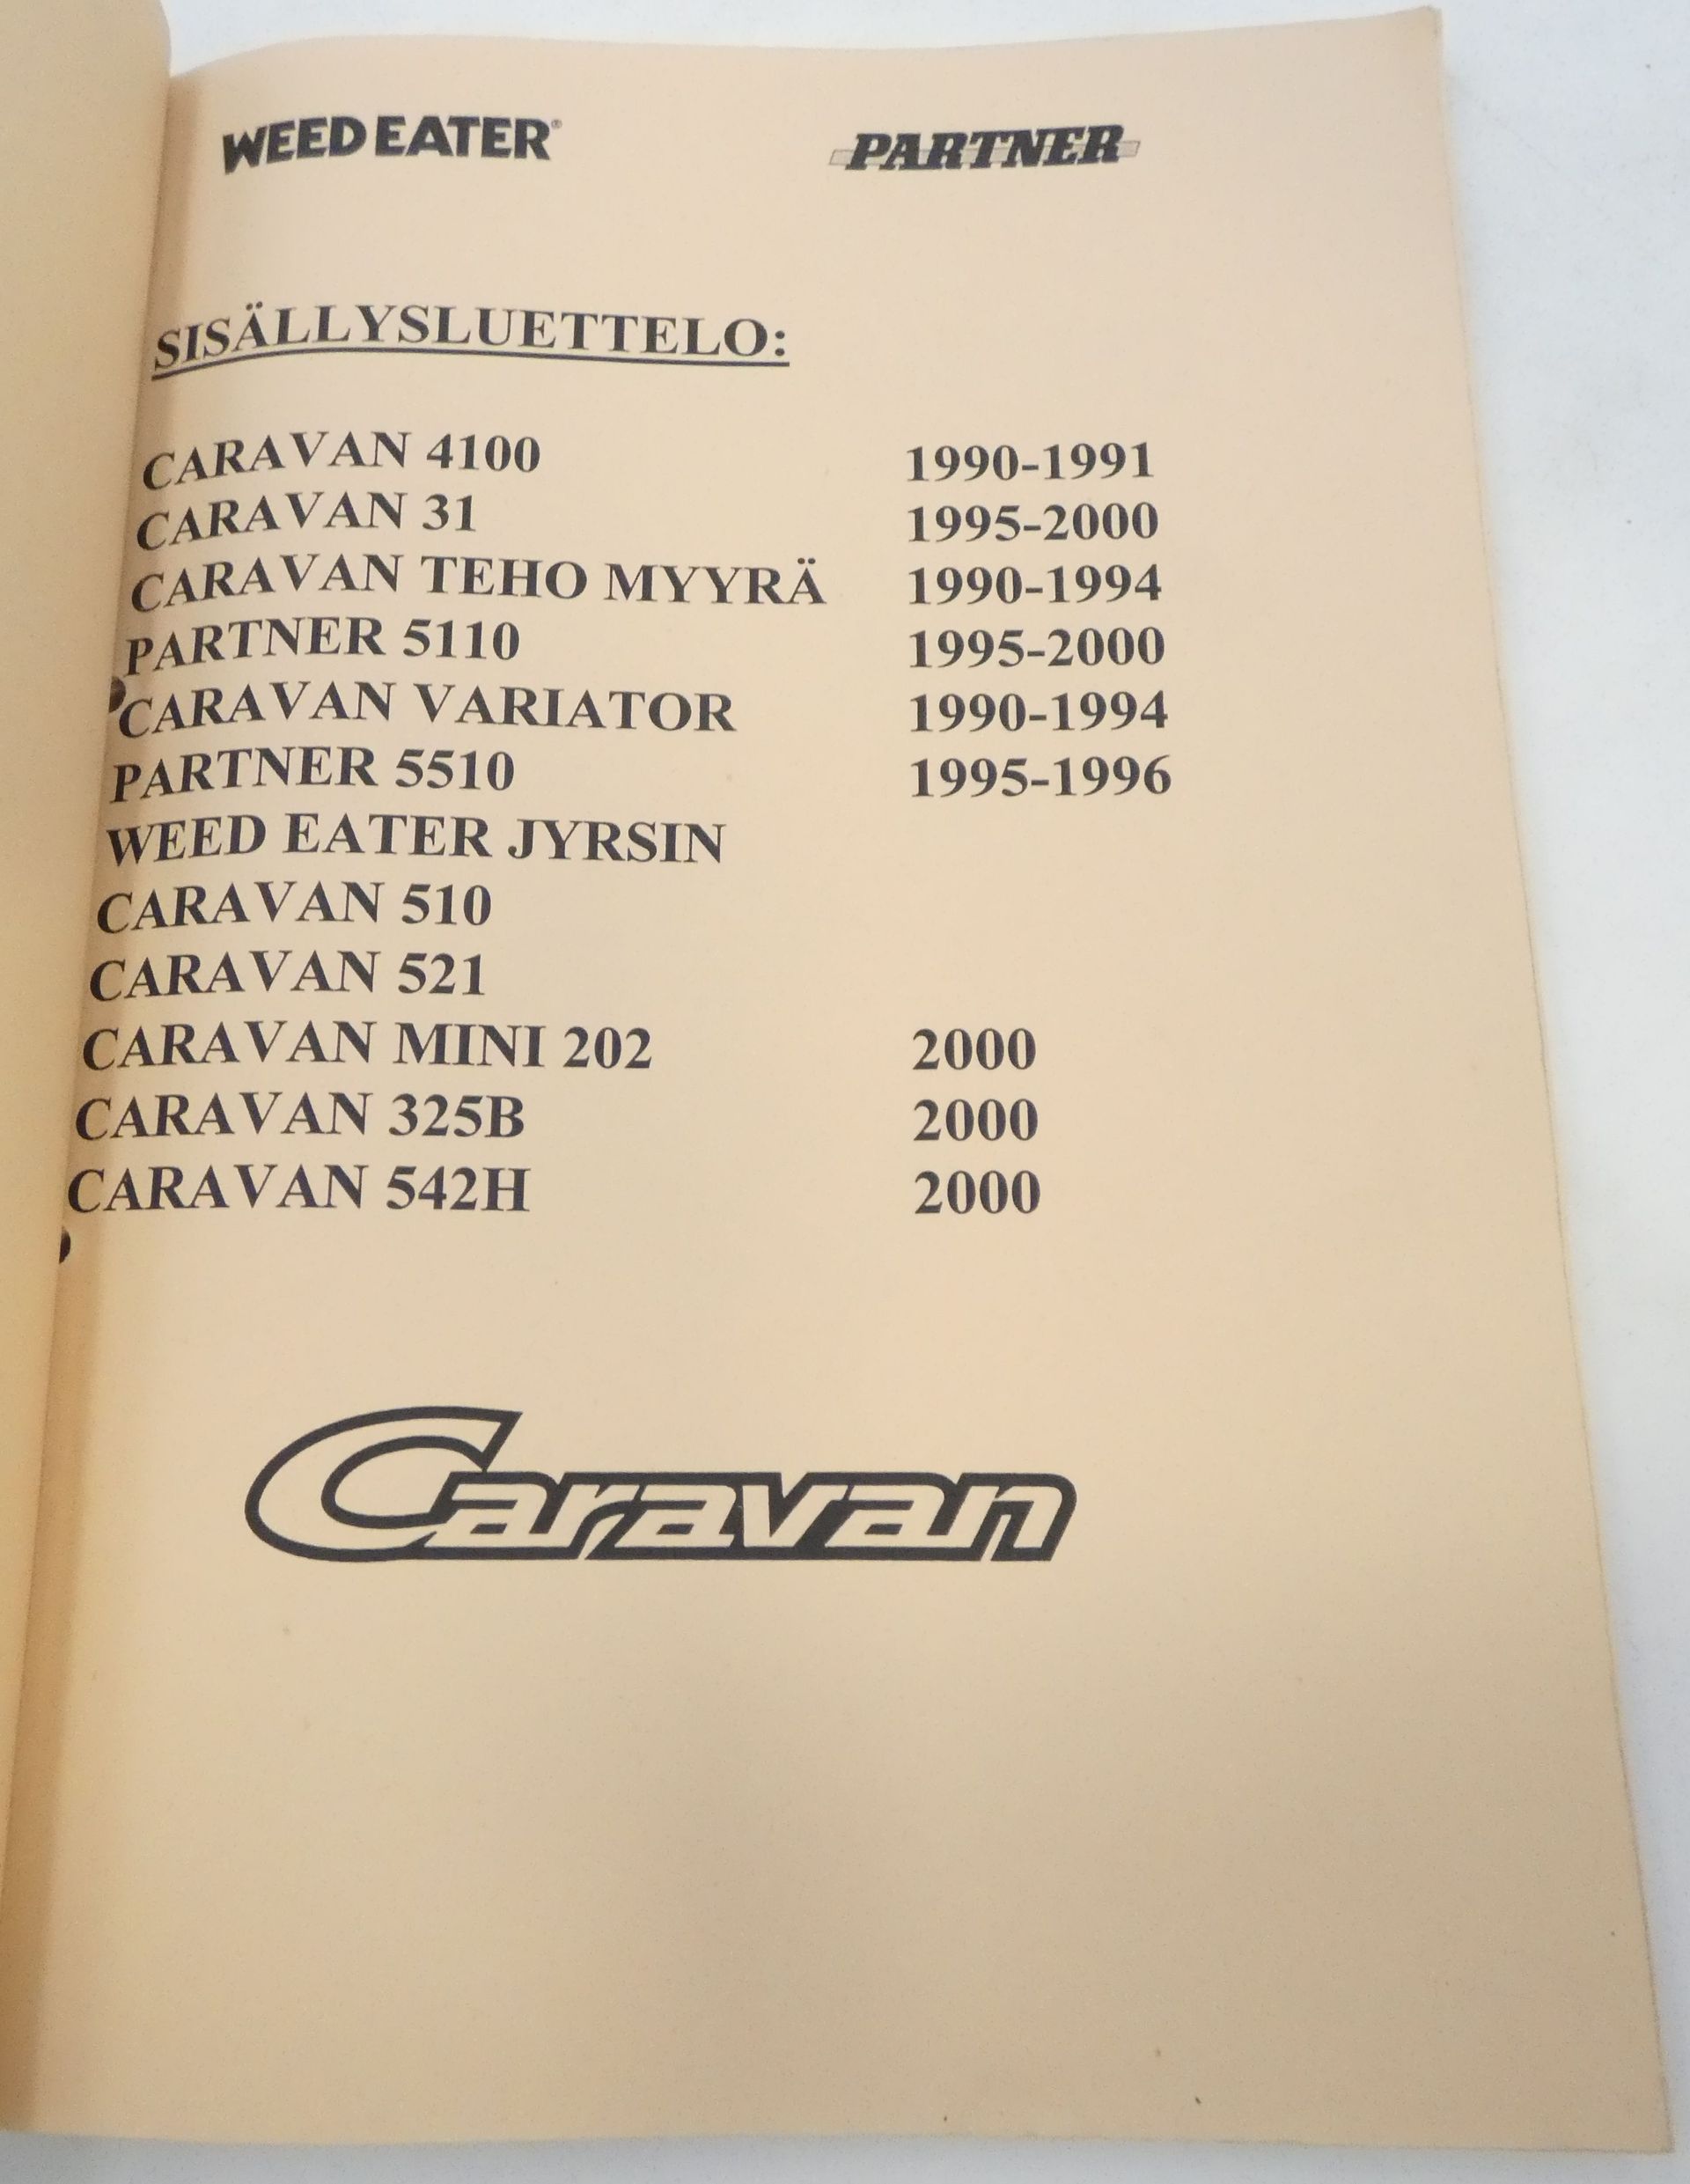 WEED EATER® PARTNER
SISÄLLYSLUETTELO:
CARAVAN 4100 1990-1991
CARAVAN 31 1995-2000
CARAVAN TEHO MYYRÄ 1990-1994
PARTNER 5110 1995-2000
CARAVAN VARIATOR 1990-1994
PARTNER 5510 1995-1996
WEED EATER JYRSIN
CARAVAN 510
CARAVAN 521
CARAVAN MINI 202 2000
CARAVAN 325B 2000
CARAVAN 542H 2000
Caravan